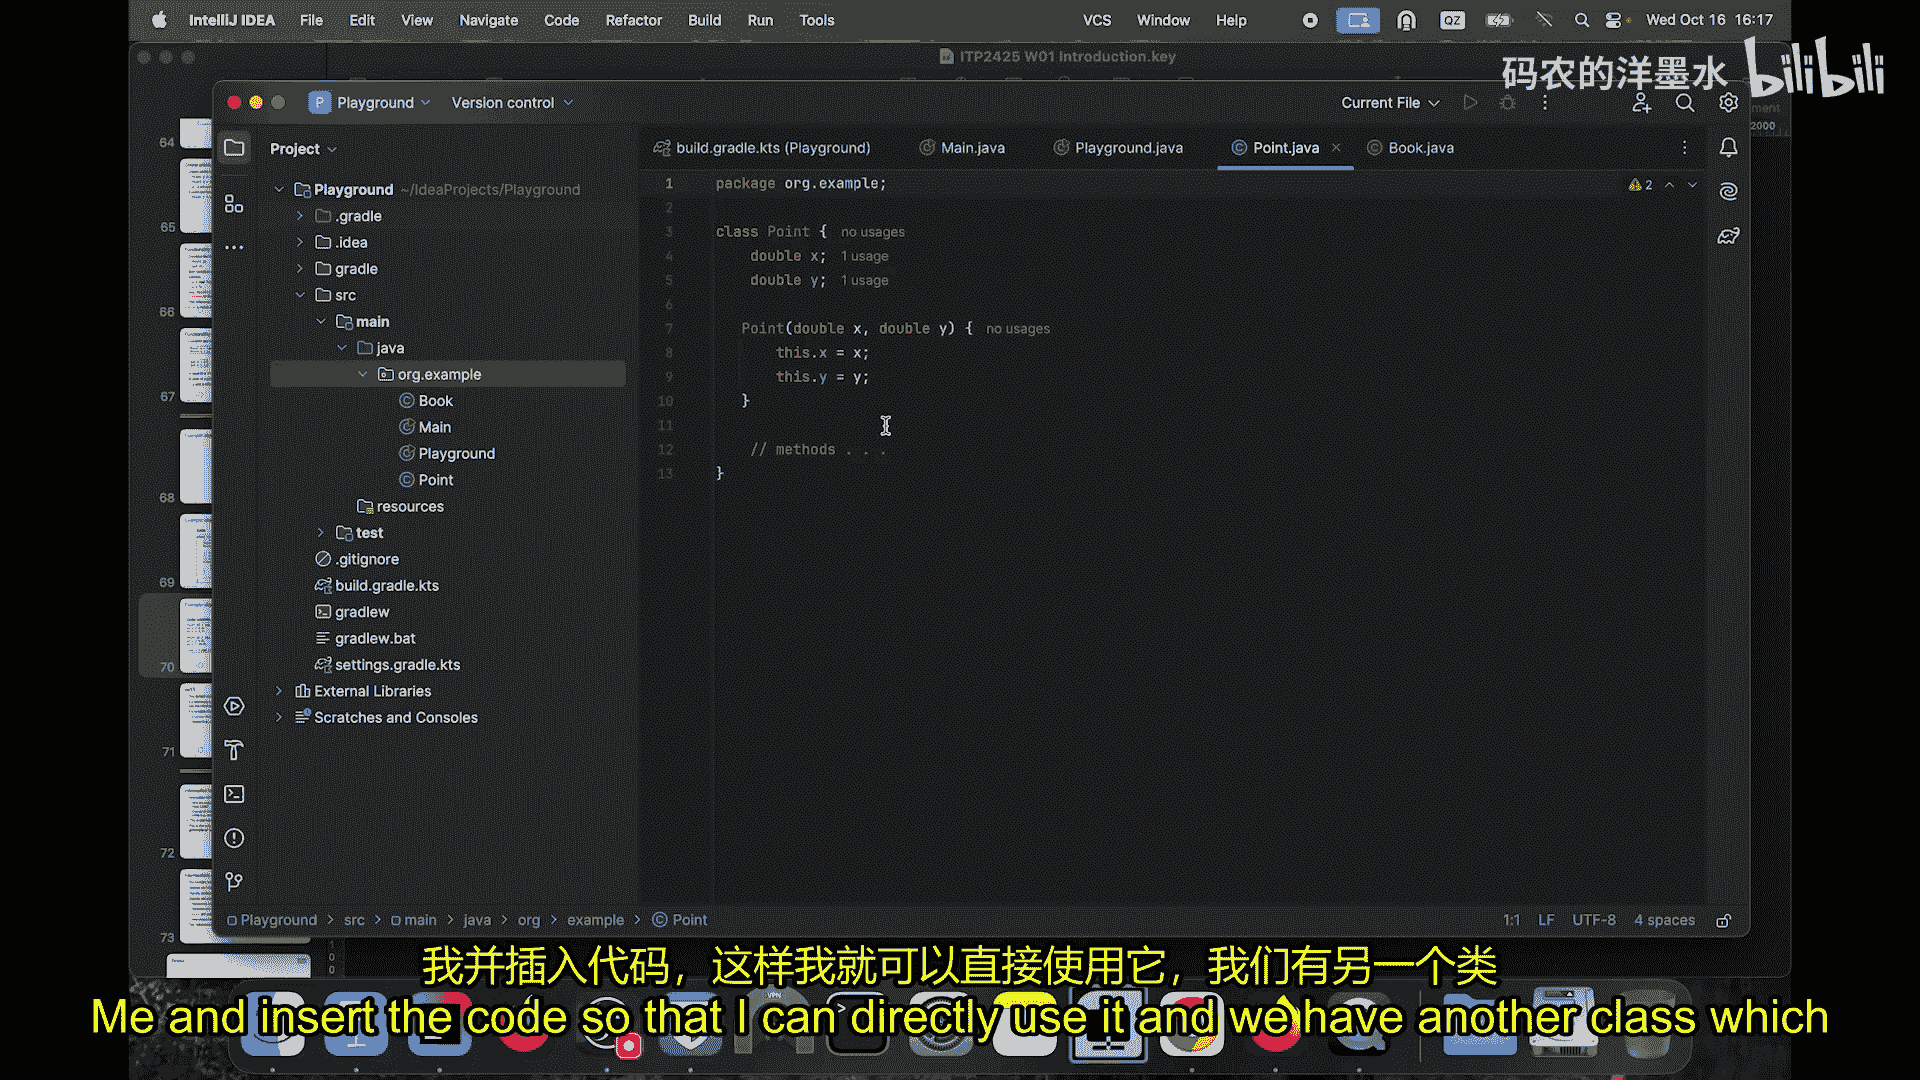 IntelliJ IDEA File Edit View Navigate Code Refactor Build Run Tools VCS Window Help QZ Wed Oct 16 16:17
ITP2425 W01 Introduction.key
码农的洋墨水 bilibili
P Playground Version control Current File
2000
Project
build.gradle.kts (Playground) Main.java Playground.java Point.java Book.java
Playground ~/IdeaProjects/Playground
.gradle
.idea
gradle
src
main
java
org.example
Book
Main
Playground
Point
resources
test
.gitignore
build.gradle.kts
gradlew
gradlew.bat
settings.gradle.kts
External Libraries
Scratches and Consoles
64
65
66
67
68
69
70
71
72
73
1 package org.example; 2
2
3 class Point { no usages
4 double x; 1 usage
5 double y; 1 usage
6
7 Point(double x, double y) { no usages
8 this.x = x;
9 this.y = y;
10 }
11
12 // methods . . .
13 }
Playground > src > main > java > org > example > Point 1:1 LF UTF-8 4 spaces
我并插入代码，这样我就可以直接使用它，我们有另一个类
Me and insert the code so that I can directly use it and we have another class which